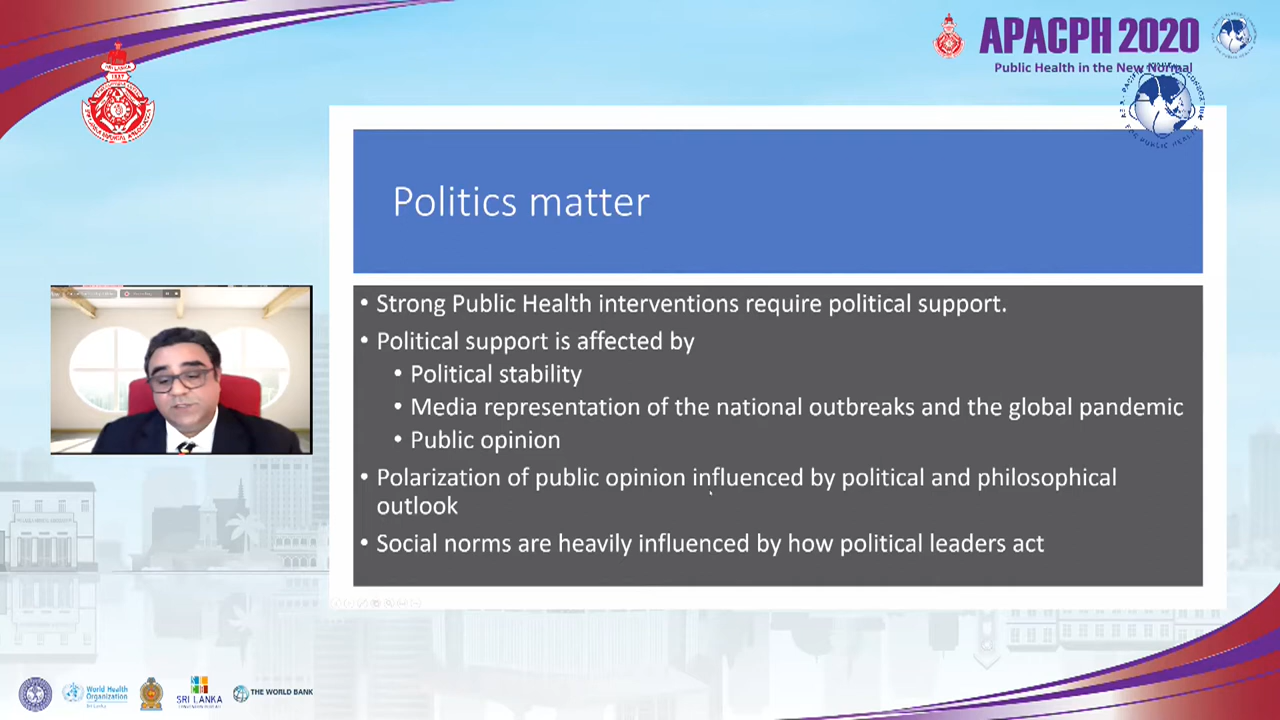 APACPH 2020
Public Health in the New Normal
Politics matter
• Strong Public Health interventions require political support.
• Political support is affected by
• Political stability
• Media representation of the national outbreaks and the global pandemic
• Public opinion
• Polarization of public opinion influenced by political and philosophical
outlook
• Social norms are heavily influenced by how political leaders act
World Health
Organization
Sri Lanka
SRI LANKA
THE WORLD BANK